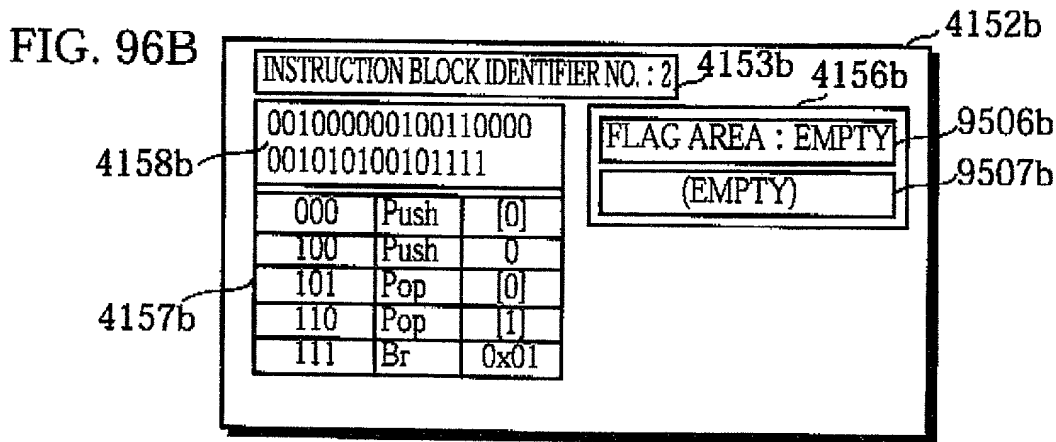 FIG. 96B
4152b
INSTRUCTION BLOCK IDENTIFIER NO. : 2
4153b
4156b
001000000100110000
001010100101111
4158b
FLAG AREA : EMPTY
9506b
(EMPTY)
9507b
000 Push [0]
100 Push 0
101 Pop [0]
110 Pop [1]
111 Br 0x01
4157b